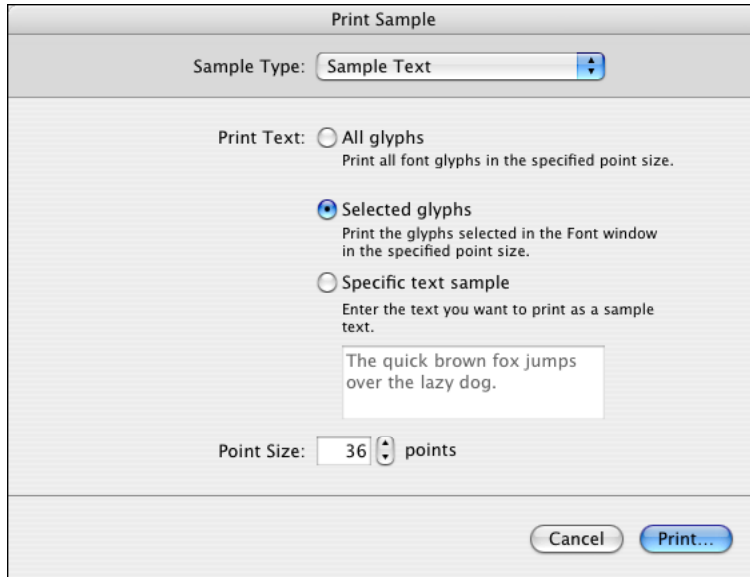 Print Sample
Sample Type: Sample Text
Print Text: All glyphs
Print all font glyphs in the specified point size.
Selected glyphs
Print the glyphs selected in the Font window
in the specified point size.
Specific text sample
Enter the text you want to print as a sample
text.
The quick brown fox jumps
over the lazy dog.
Point Size: 36 points
Cancel Print...